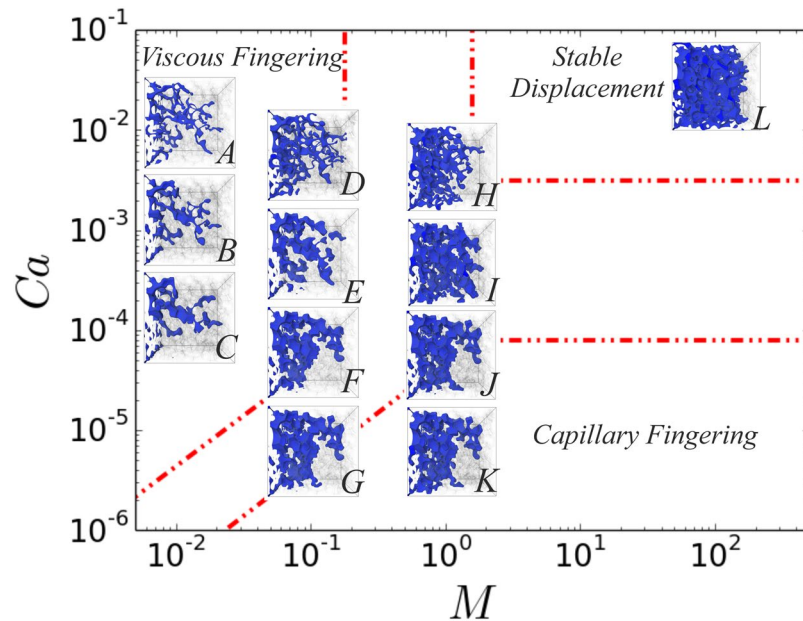 10^-1
Viscous Fingering
Stable
Displacement
L
10^-2
A
D
H
B
10^-3
E
I
Ca
C
10^-4
F
J
10^-5
Capillary Fingering
G
K
10^-6
10^-2
10^-1
10^0
10^1
10^2
M